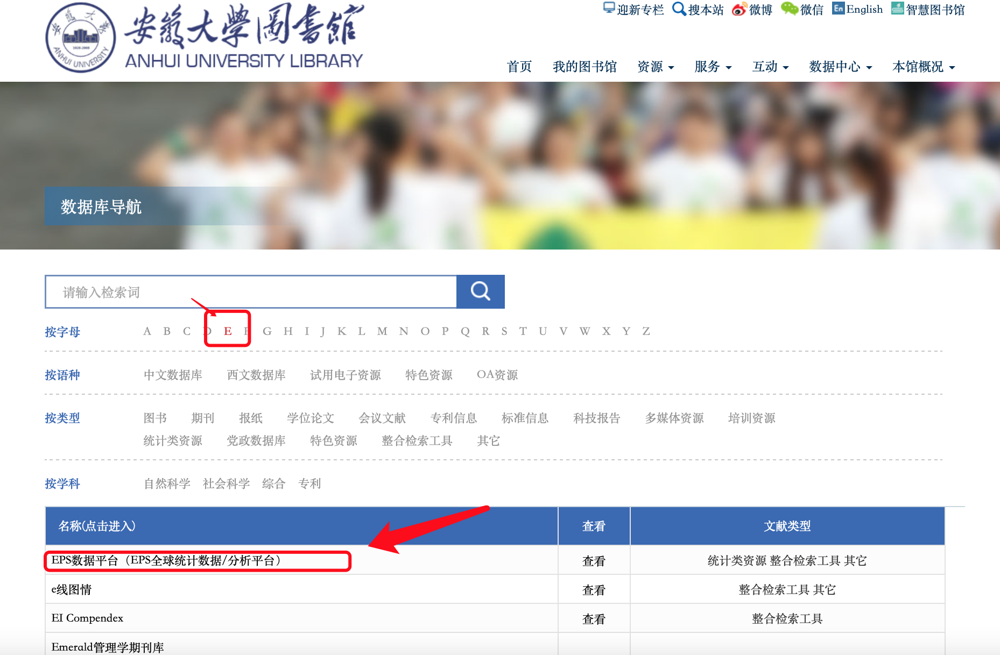 安徽大學圖書館
ANHUI UNIVERSITY LIBRARY
安徽大学
1928-2008
ANHUI UNIVERSITY
迎新专栏 搜本站 微博 微信 En English 智慧图书馆
首页 我的图书馆 资源 服务 互动 数据中心 本馆概况
数据库导航
请输入检索词
按字母 A B C D E F G H I J K L M N O P Q R S T U V W X Y Z
按语种 中文数据库 西文数据库 试用电子资源 特色资源 OA资源
按类型 图书 期刊 报纸 学位论文 会议文献 专利信息 标准信息 科技报告 多媒体资源 培训资源
统计类资源 党政数据库 特色资源 整合检索工具 其它
按学科 自然科学 社会科学 综合 专利
名称(点击进入) 查看 文献类型
EPS数据平台（EPS全球统计数据/分析平台） 查看 统计类资源 整合检索工具 其它
e线图情 查看 整合检索工具 其它
EI Compendex 查看 整合检索工具
Emerald管理学期刊库